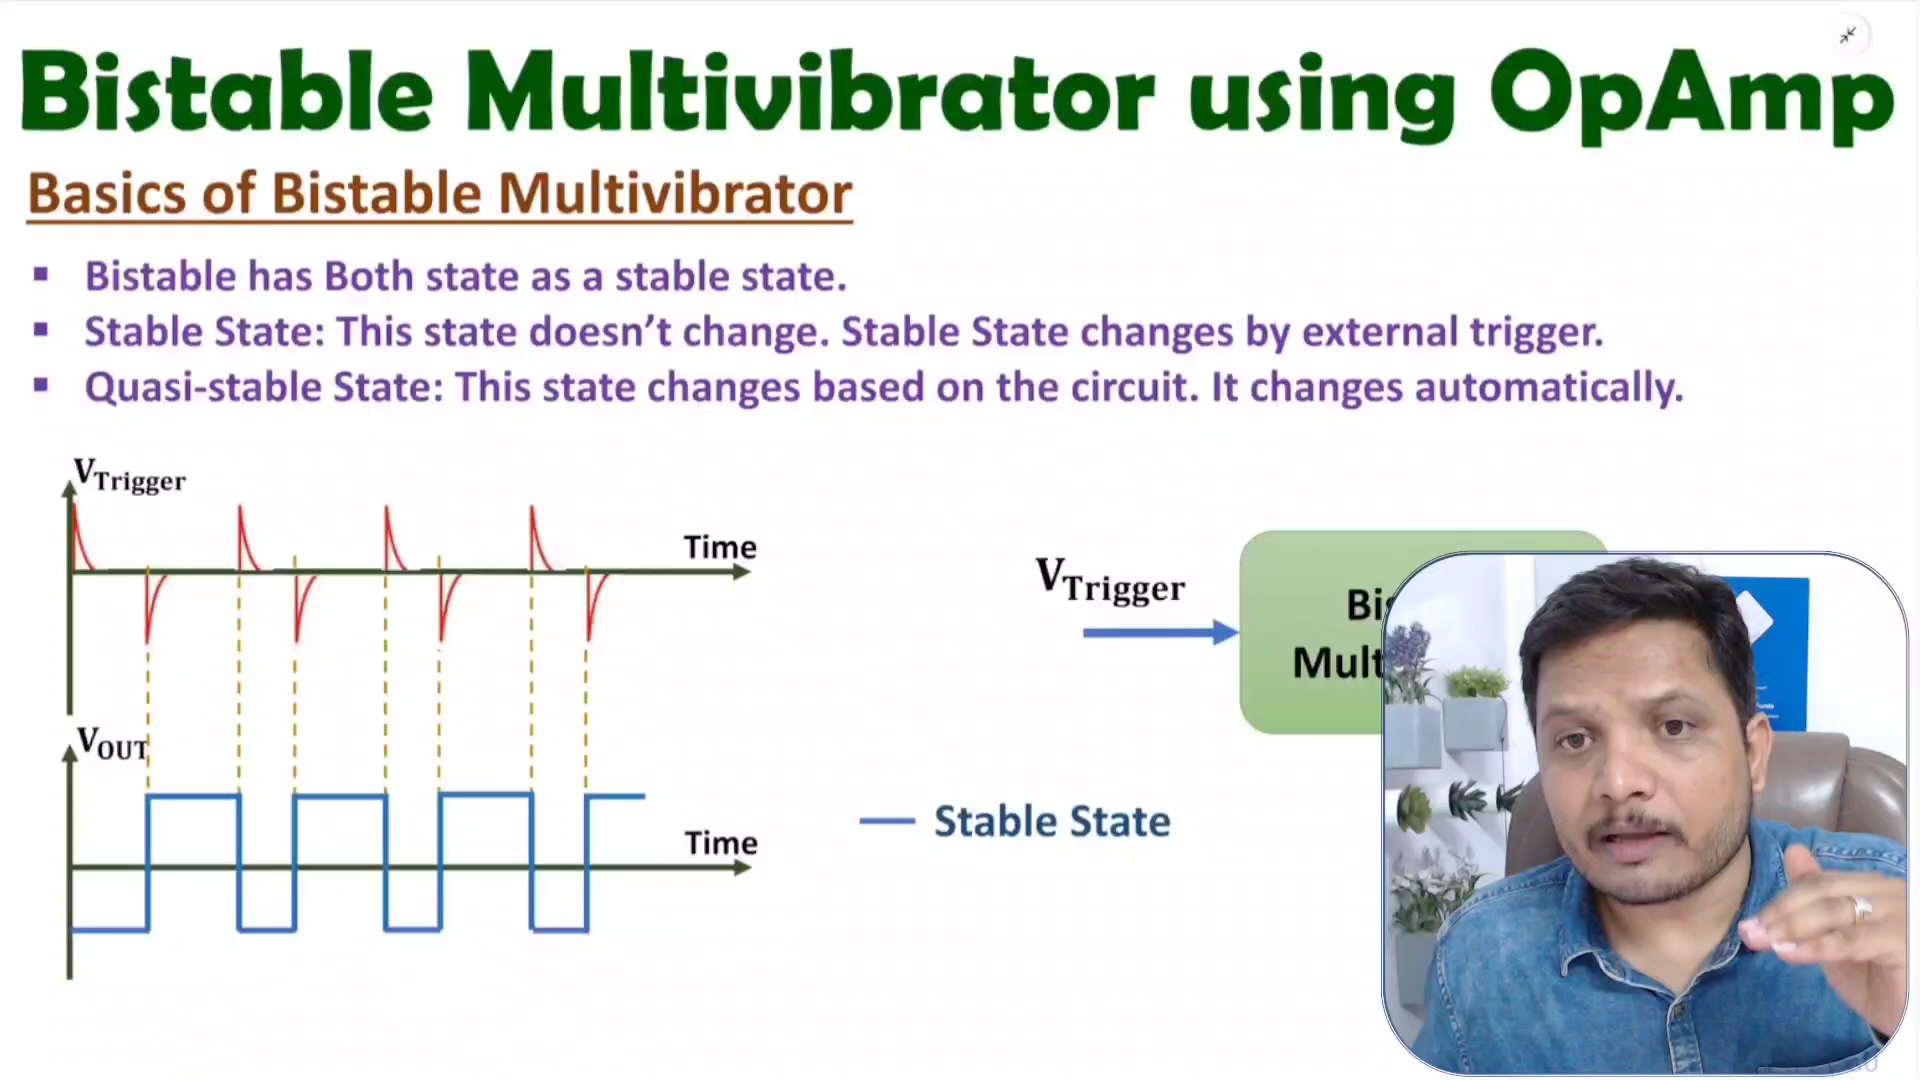 Bistable Multivibrator using OpAmp
Basics of Bistable Multivibrator
▪ Bistable has Both state as a stable state.
▪ Stable State: This state doesn’t change. Stable State changes by external trigger.
▪ Quasi-stable State: This state changes based on the circuit. It changes automatically.
VTrigger
Time
VOUT
Time
VTrigger
Bis
Mult
Stable State